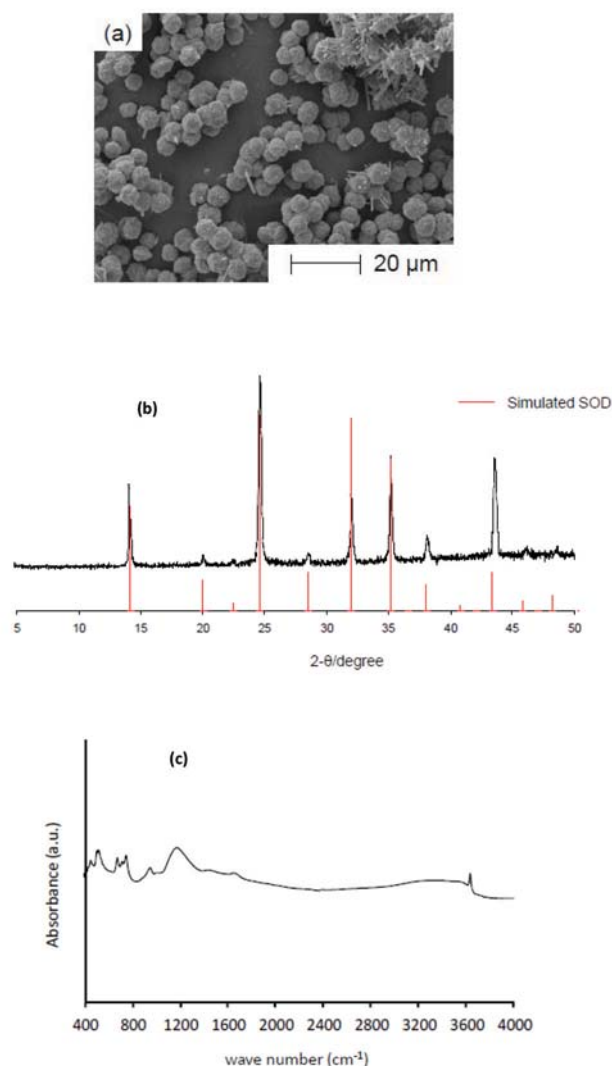 (a)
20 µm
(b)
Simulated SOD
5 10 15 20 25 30 35 40 45 50
2-θ/degree
(c)
Absorbance (a.u.)
400 800 1200 1600 2000 2400 2800 3200 3600 4000
wave number (cm⁻¹)